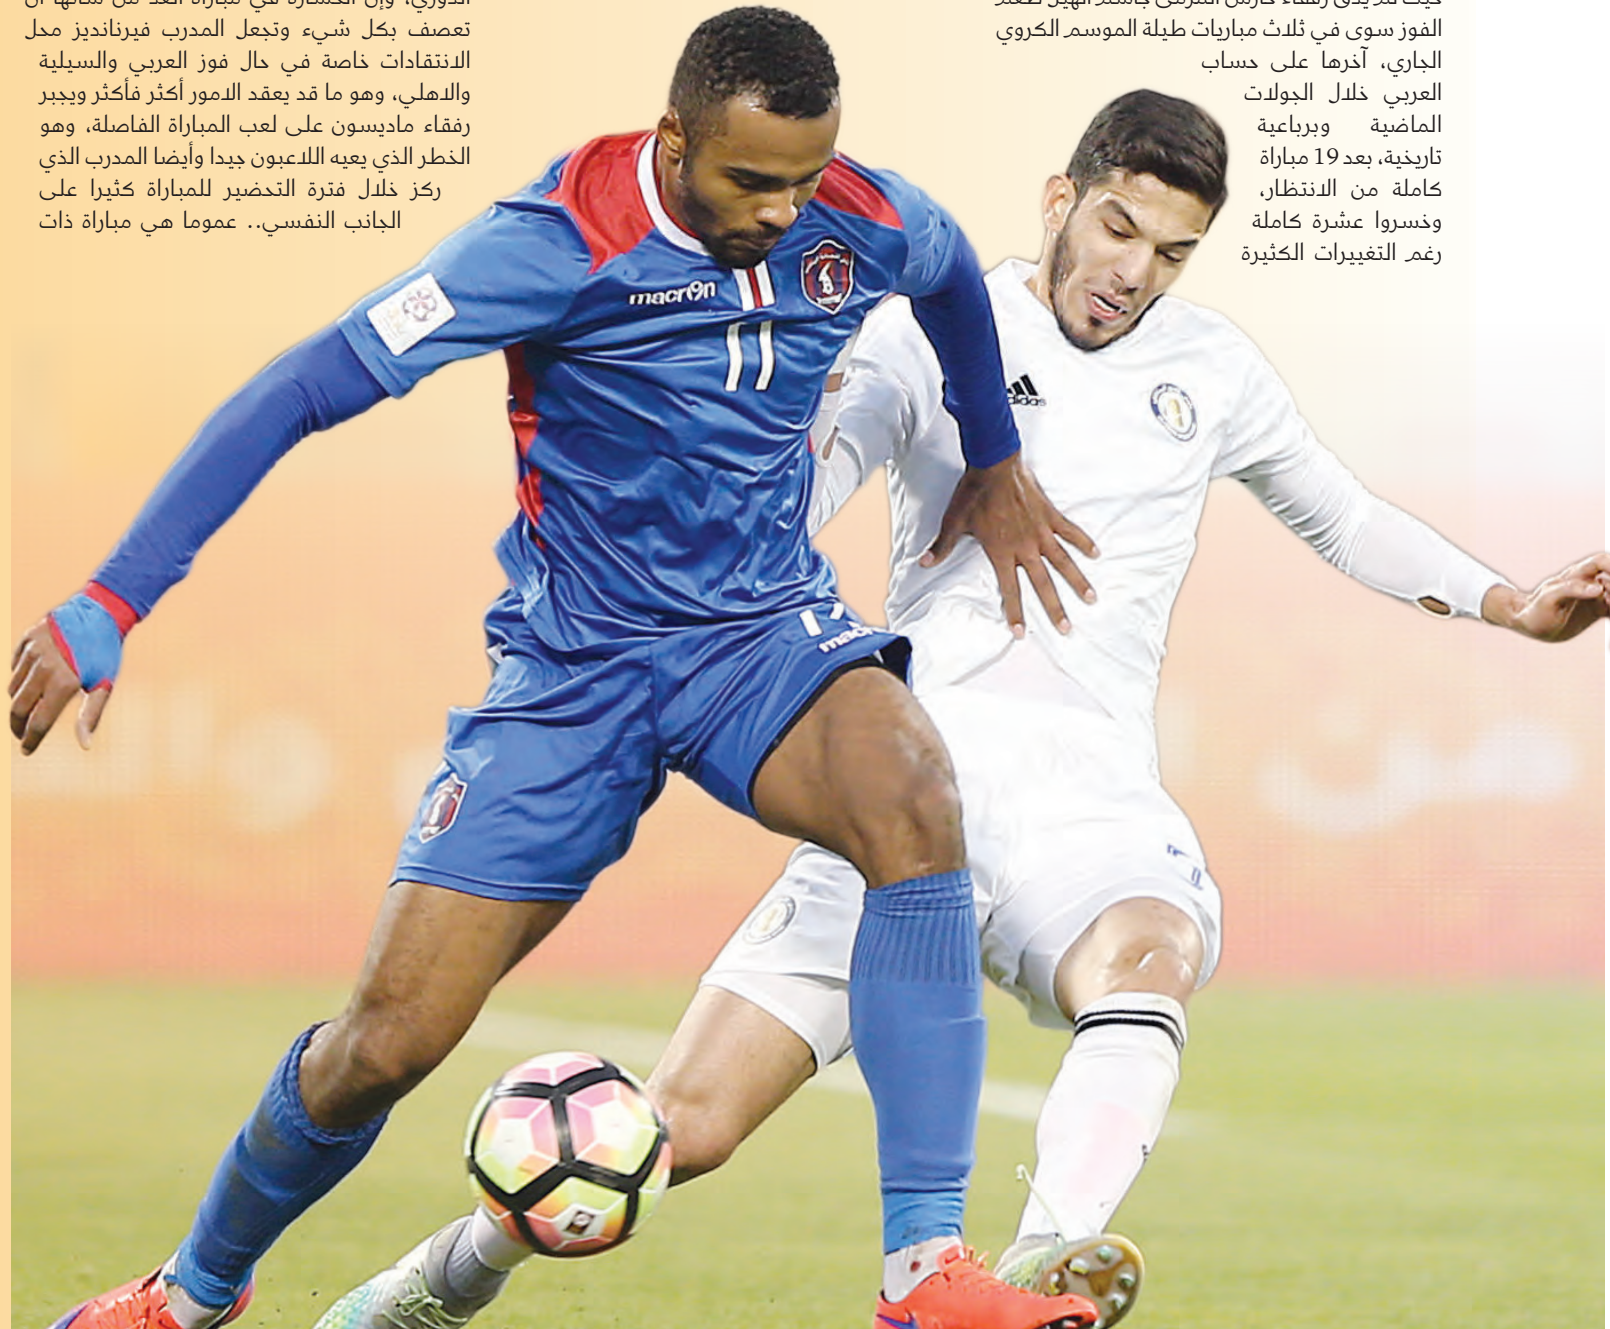 الفوز سوى في ثلاث مباريات طيلة الموسم الكروي
الجاري، آخرها على حساب
العربي خلال الجولات
الماضية وبرباعية
تاريخية، بعد 19 مباراة
كاملة من الانتظار،
وخسروا عشرة كاملة
رغم التغييرات الكثيرة
تعصف بكل شيء وتجعل المدرب فيرنانديز محل
الانتقادات خاصة في حال فوز العربي والسيلية
والاهلي، وهو ما قد يعقد الامور أكثر فأكثر ويجبر
رفقاء ماديسون على لعب المباراة الفاصلة، وهو
الخطر الذي يعيه اللاعبون جيدا وأيضا المدرب الذي
ركز خلال فترة التحضير للمباراة كثيرا على
الجانب النفسي.. عموما هي مباراة ذات
macron
11
adidas